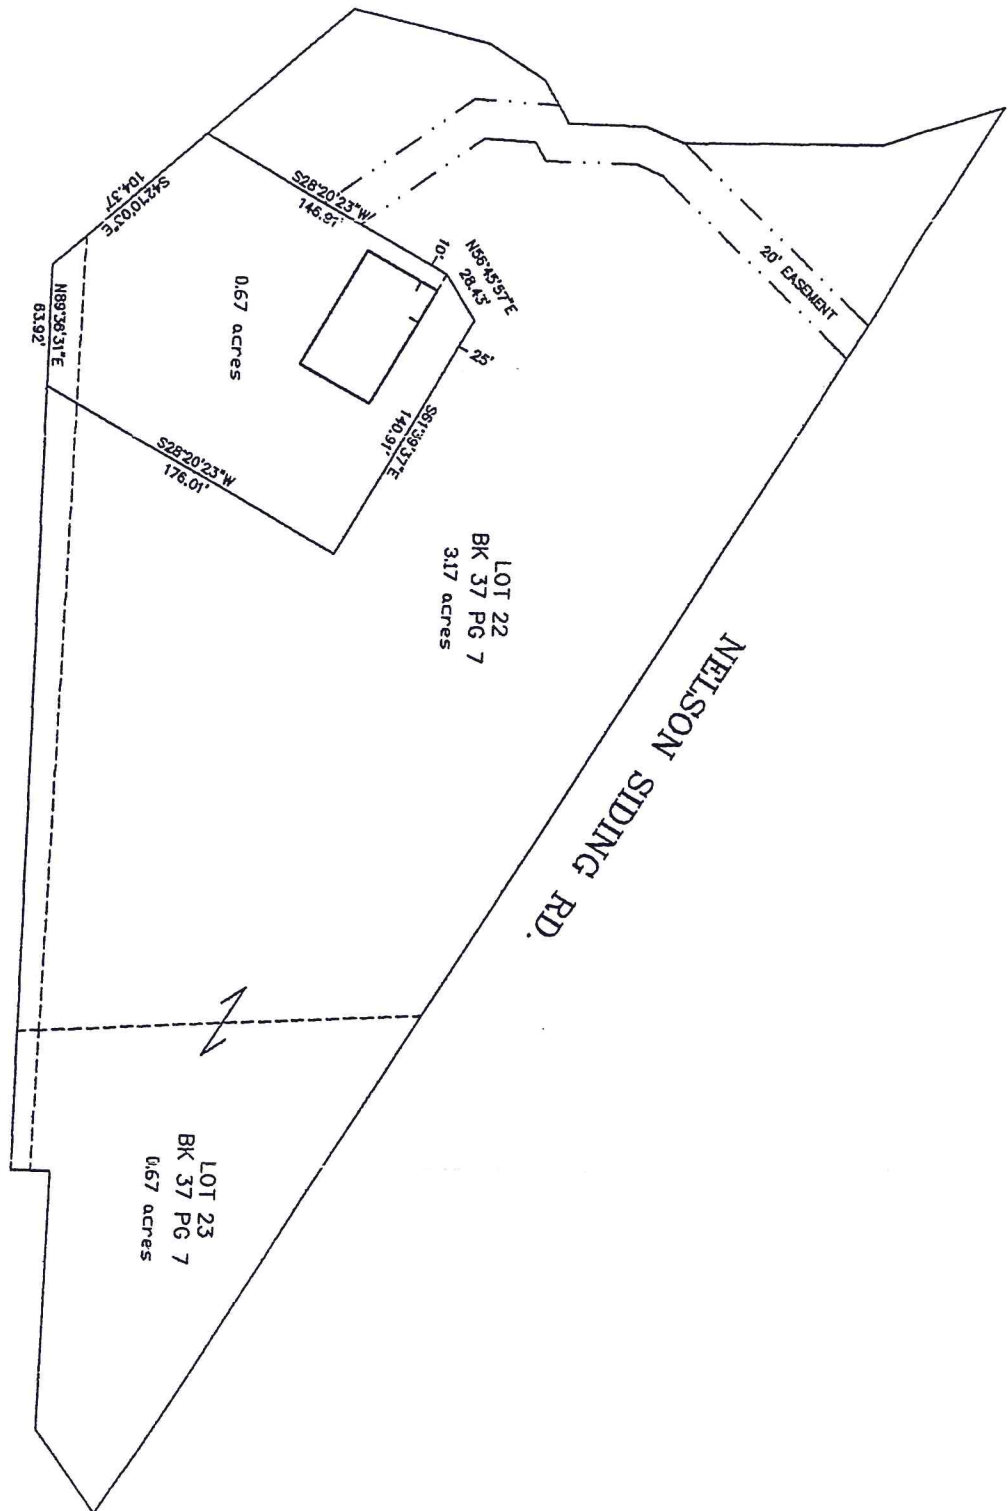 NELSON SIDING RD.
20' EASEMENT
LOT 22
BK 37 PG 7
3.17 acres
LOT 23
BK 37 PG 7
0.67 acres
0.67 acres
N56°45'57"E
28.43'
10'
25'
S28°20'23"W
146.97'
S61°39'37"E
140.91'
S28°20'23"W
176.01'
S42°10'03"E
104.37'
N89°36'31"E
63.92'